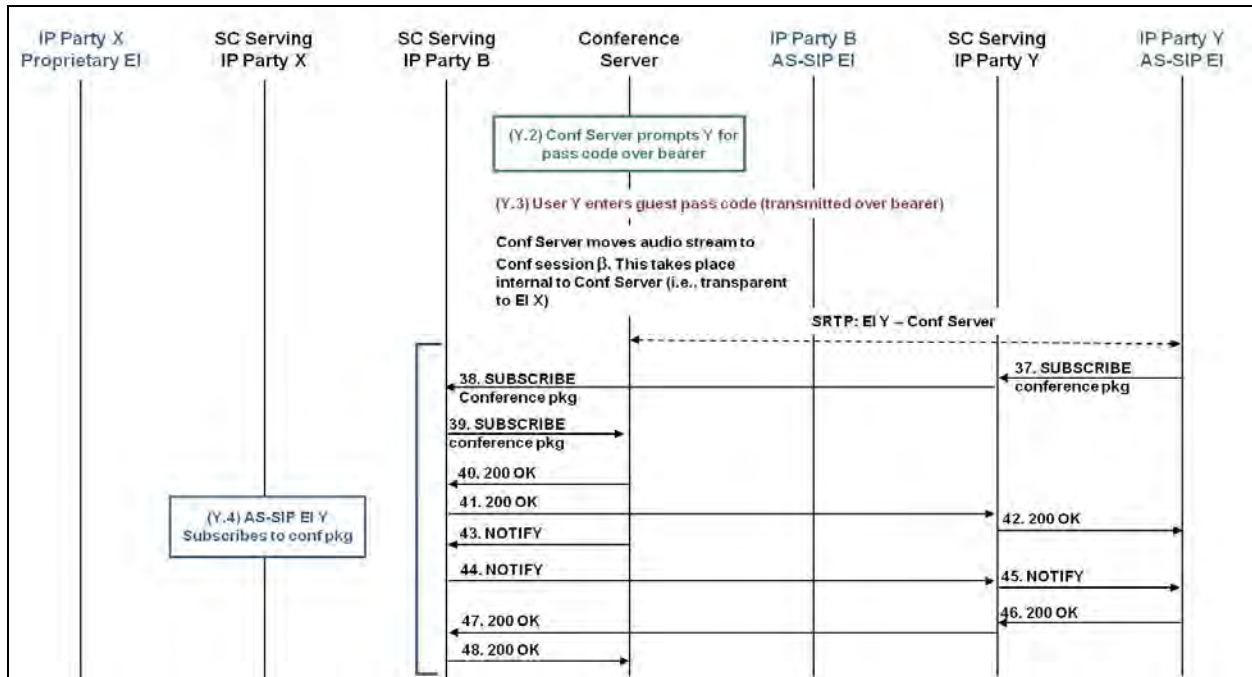 IP Party X
Proprietary EI
SC Serving
IP Party X
SC Serving
IP Party B
Conference
Server
IP Party B
AS-SIP EI
SC Serving
IP Party Y
IP Party Y
AS-SIP EI
(Y.2) Conf Server prompts Y for
pass code over bearer
(Y.3) User Y enters guest pass code (transmitted over bearer)
Conf Server moves audio stream to
Conf session β. This takes place
internal to Conf Server (i.e., transparent
to EI X)
SRTP: EI Y – Conf Server
37. SUBSCRIBE
conference pkg
38. SUBSCRIBE
Conference pkg
39. SUBSCRIBE
conference pkg
40. 200 OK
41. 200 OK
(Y.4) AS-SIP EI Y
Subscribes to conf pkg
42. 200 OK
43. NOTIFY
44. NOTIFY
45. NOTIFY
46. 200 OK
47. 200 OK
48. 200 OK